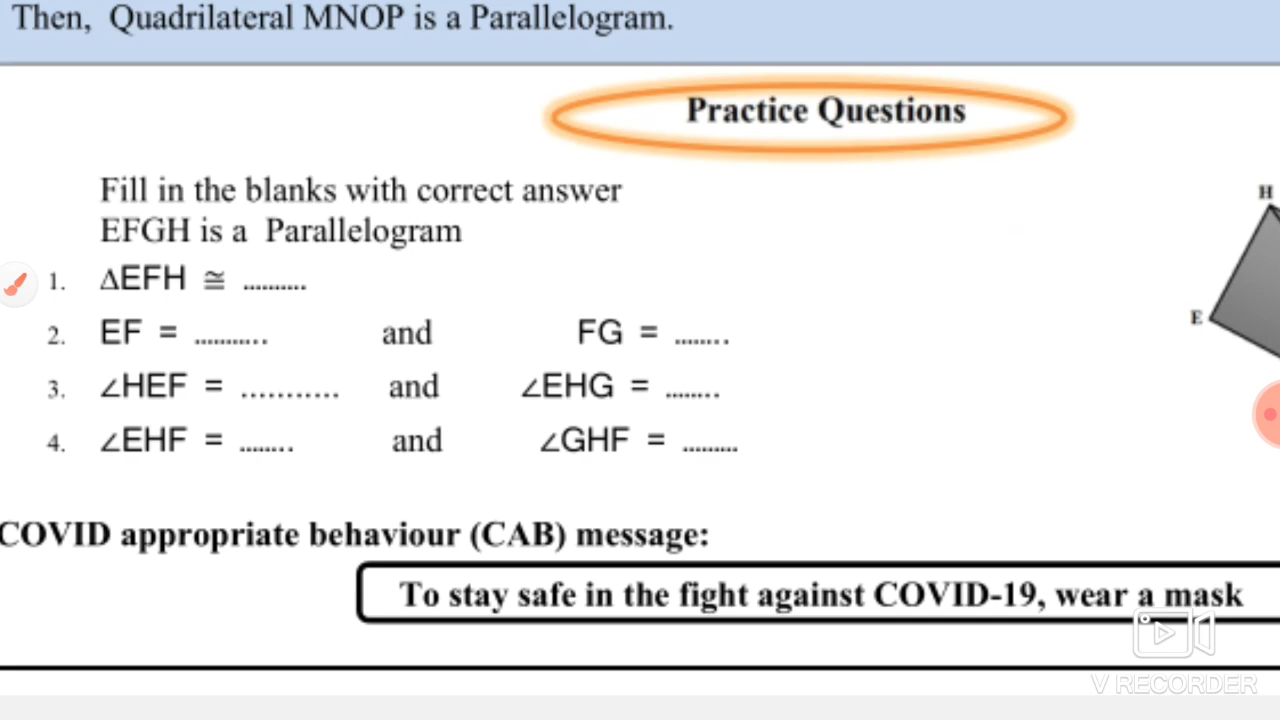 Then, Quadrilateral MNOP is a Parallelogram.
Practice Questions
Fill in the blanks with correct answer
EFGH is a Parallelogram
H
1. ΔEFH ≅ ..........
E
2. EF = ........... and FG = ........
3. ∠HEF = ........... and ∠EHG = ........
4. ∠EHF = ........ and ∠GHF = .........
COVID appropriate behaviour (CAB) message:
To stay safe in the fight against COVID-19, wear a mask
V RECORDER